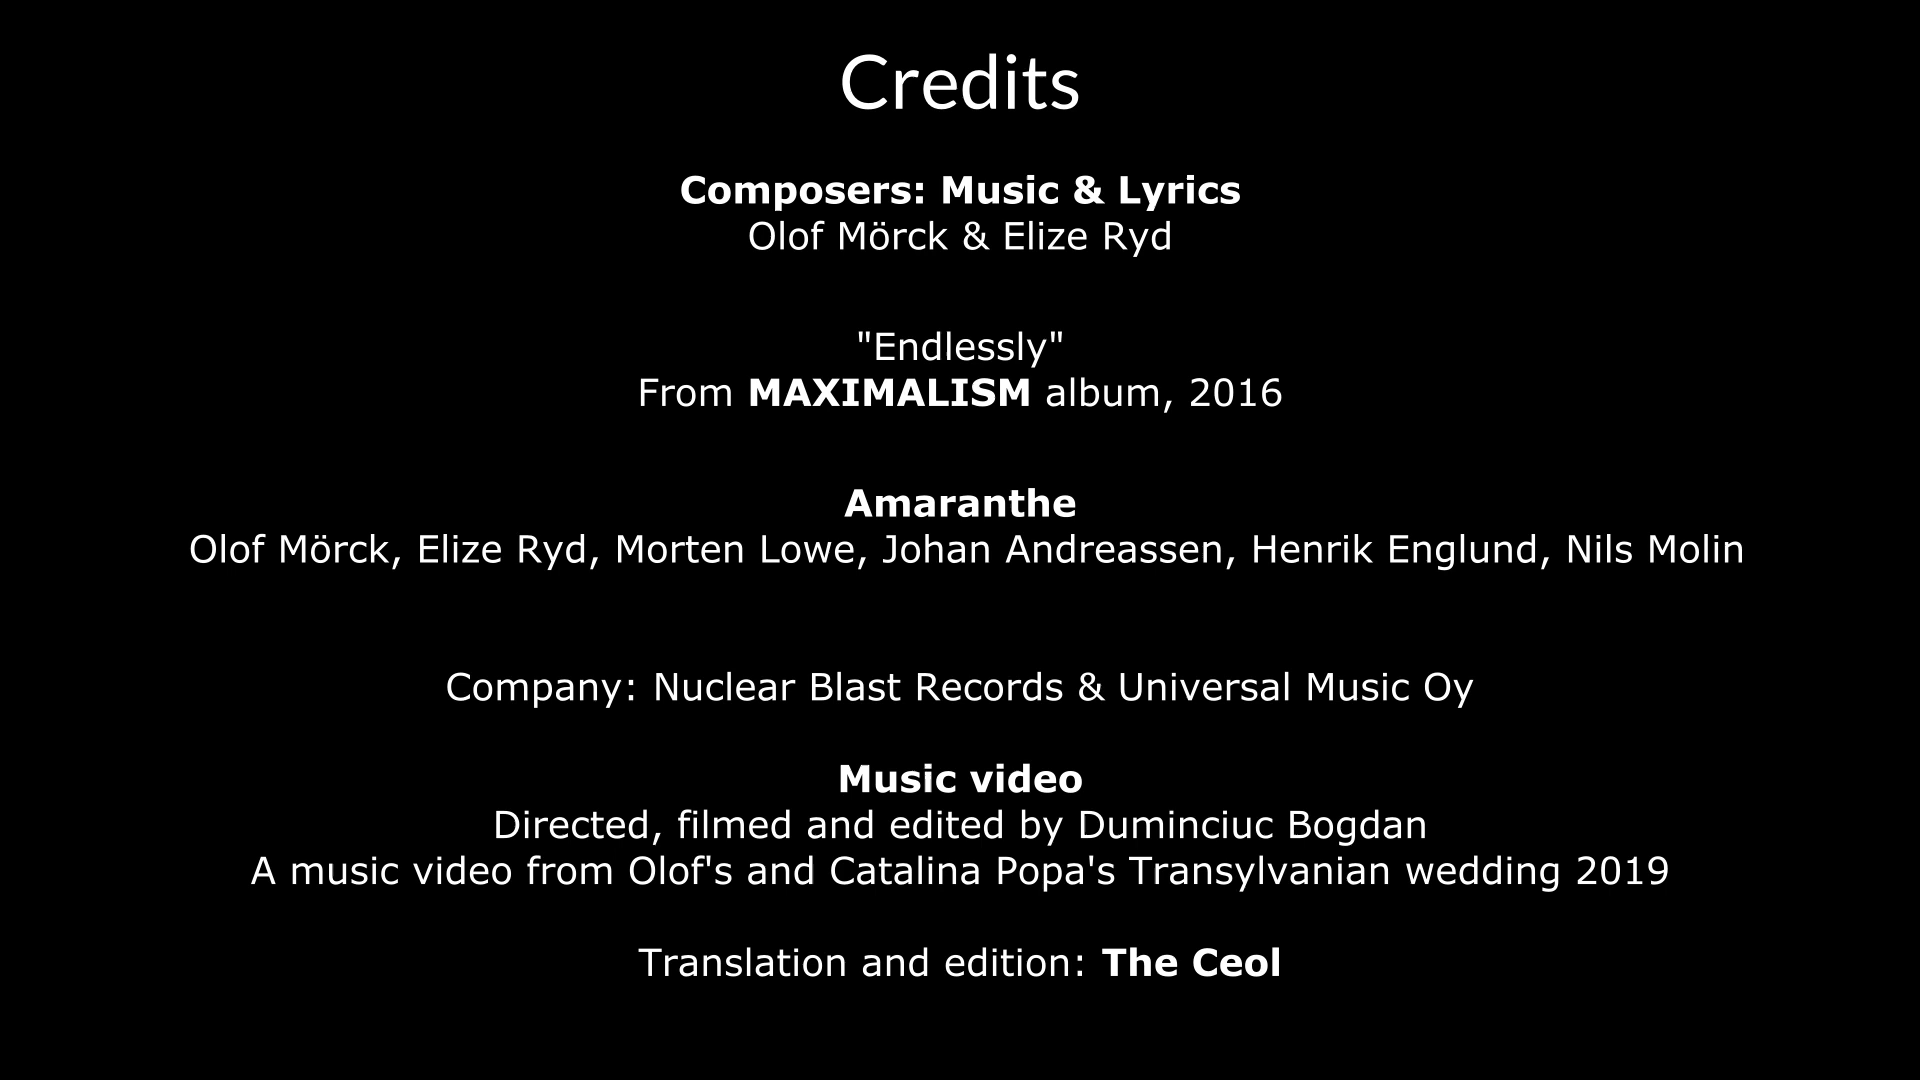 Credits
Composers: Music & Lyrics
Olof Mörck & Elize Ryd
"Endlessly"
From MAXIMALISM album, 2016
Amaranthe
Olof Mörck, Elize Ryd, Morten Lowe, Johan Andreassen, Henrik Englund, Nils Molin
Company: Nuclear Blast Records & Universal Music Oy
Music video
Directed, filmed and edited by Duminciuc Bogdan
A music video from Olof's and Catalina Popa's Transylvanian wedding 2019
Translation and edition: The Ceol